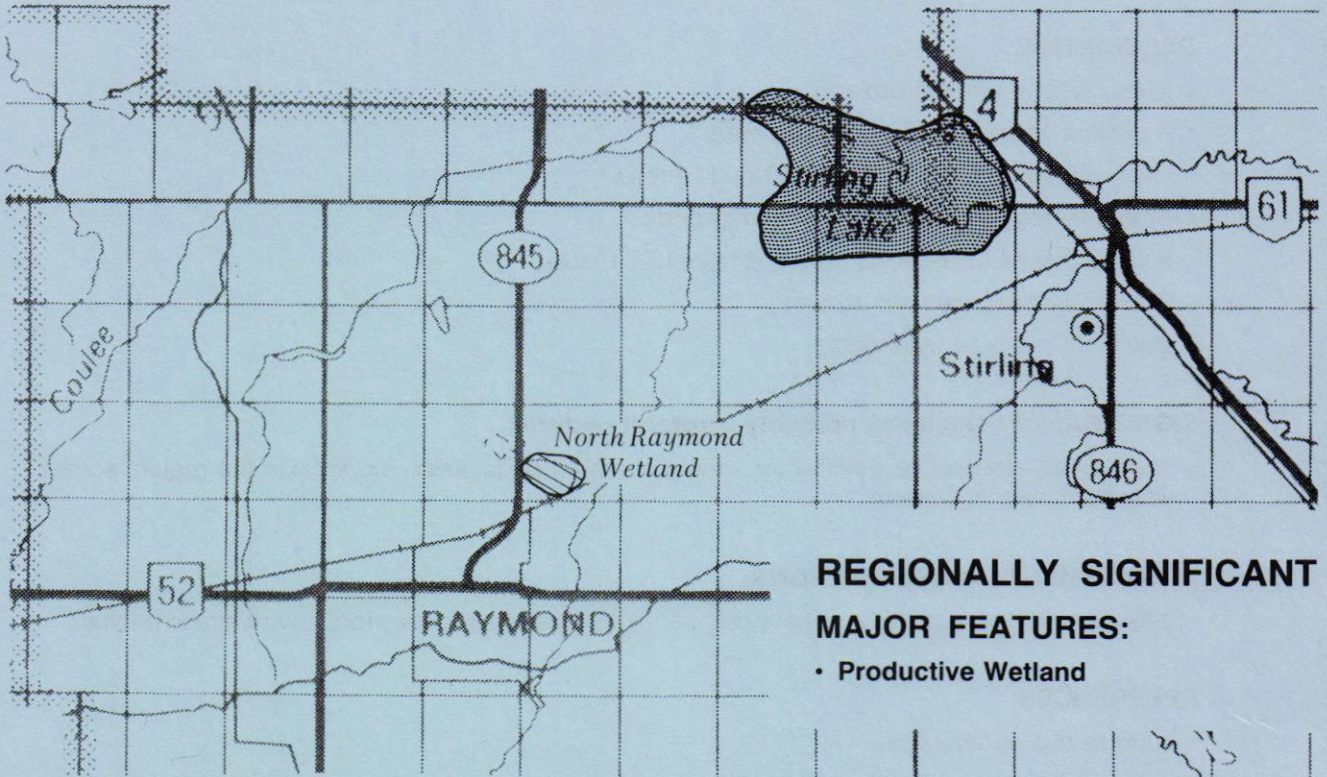 4
61
Stirling
Lake
845
Coulee
Stirling
North Raymond
Wetland
846
52
RAYMOND
REGIONALLY SIGNIFICANT
MAJOR FEATURES:
• Productive Wetland